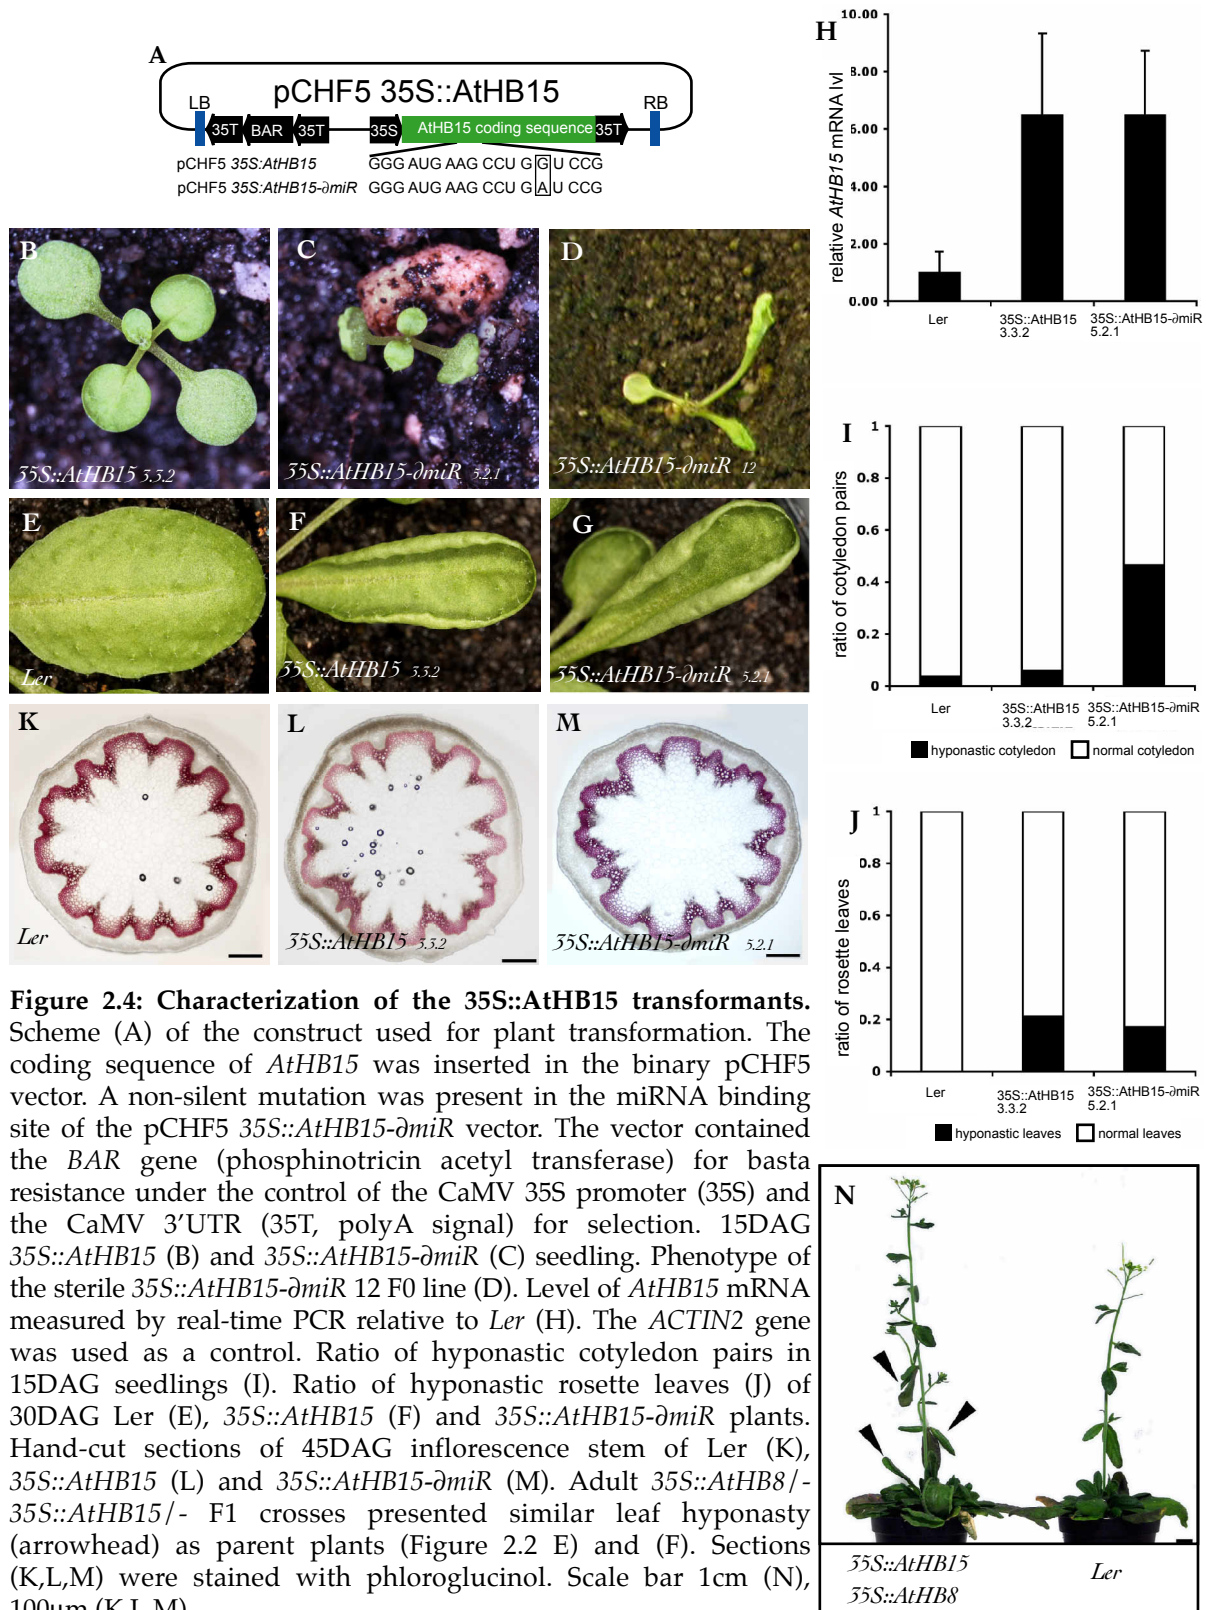 A
pCHF5 35S::AtHB15
LB
RB
35T
BAR
35T
35S
AtHB15 coding sequence
35T
pCHF5 35S:AtHB15 GGG AUG AAG CCU G G U CCG
pCHF5 35S:AtHB15-∂miR GGG AUG AAG CCU G A U CCG
B
35S::AtHB15 3.3.2
C
35S::AtHB15-∂miR 5.2.1
D
35S::AtHB15-∂miR 12
E
Ler
F
35S::AtHB15 3.3.2
G
35S::AtHB15-∂miR 5.2.1
K
Ler
L
35S::AtHB15 3.3.2
M
35S::AtHB15-∂miR 5.2.1
H
relative AtHB15 mRNA lvl
10.00
8.00
6.00
4.00
2.00
0.00
Ler
35S::AtHB15
3.3.2
35S::AtHB15-∂miR
5.2.1
I
ratio of cotyledon pairs
1
0.8
0.6
0.4
0.2
0
Ler
35S::AtHB15
3.3.2
35S::AtHB15-∂miR
5.2.1
hyponastic cotyledon
normal cotyledon
J
ratio of rosette leaves
1
0.8
0.6
0.4
0.2
0
Ler
35S::AtHB15
3.3.2
35S::AtHB15-∂miR
5.2.1
hyponastic leaves
normal leaves
N
35S::AtHB15
35S::AtHB8
Ler
Figure 2.4: Characterization of the 35S::AtHB15 transformants.
Scheme (A) of the construct used for plant transformation. The
coding sequence of AtHB15 was inserted in the binary pCHF5
vector. A non-silent mutation was present in the miRNA binding
site of the pCHF5 35S::AtHB15-∂miR vector. The vector contained
the BAR gene (phosphinotricin acetyl transferase) for basta
resistance under the control of the CaMV 35S promoter (35S) and
the CaMV 3’UTR (35T, polyA signal) for selection. 15DAG
35S::AtHB15 (B) and 35S::AtHB15-∂miR (C) seedling. Phenotype of
the sterile 35S::AtHB15-∂miR 12 F0 line (D). Level of AtHB15 mRNA
measured by real-time PCR relative to Ler (H). The ACTIN2 gene
was used as a control. Ratio of hyponastic cotyledon pairs in
15DAG seedlings (I). Ratio of hyponastic rosette leaves (J) of
30DAG Ler (E), 35S::AtHB15 (F) and 35S::AtHB15-∂miR plants.
Hand-cut sections of 45DAG inflorescence stem of Ler (K),
35S::AtHB15 (L) and 35S::AtHB15-∂miR (M). Adult 35S::AtHB8/-
35S::AtHB15/- F1 crosses presented similar leaf hyponasty
(arrowhead) as parent plants (Figure 2.2 E) and (F). Sections
(K,L,M) were stained with phloroglucinol. Scale bar 1cm (N),
100µm (K,L,M)